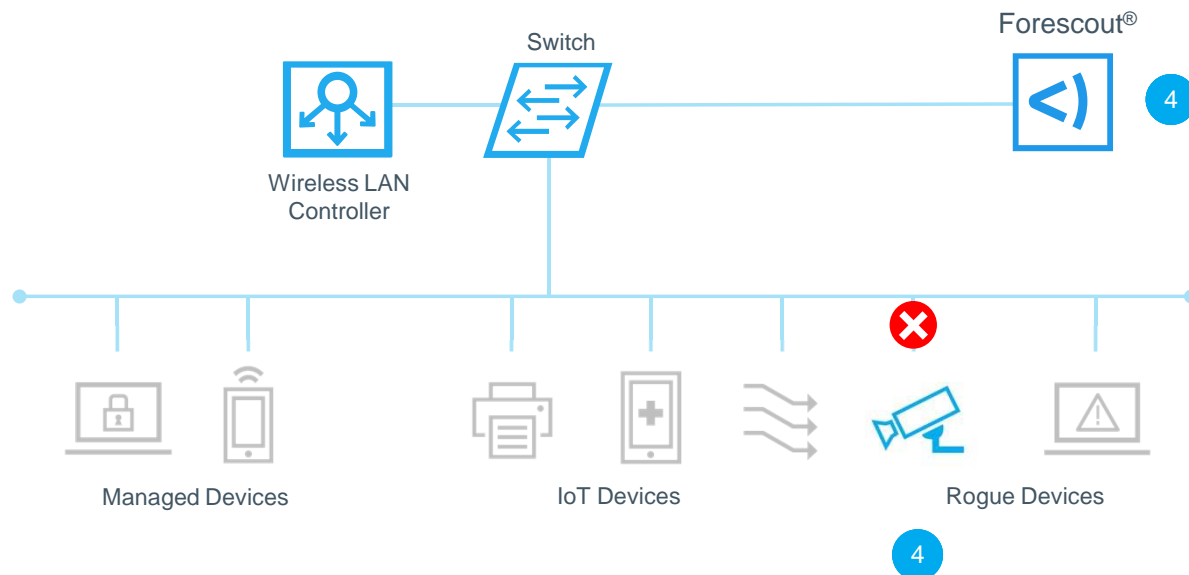 Forescout®
Switch
4
Wireless LAN
Controller
Managed Devices
IoT Devices
Rogue Devices
4